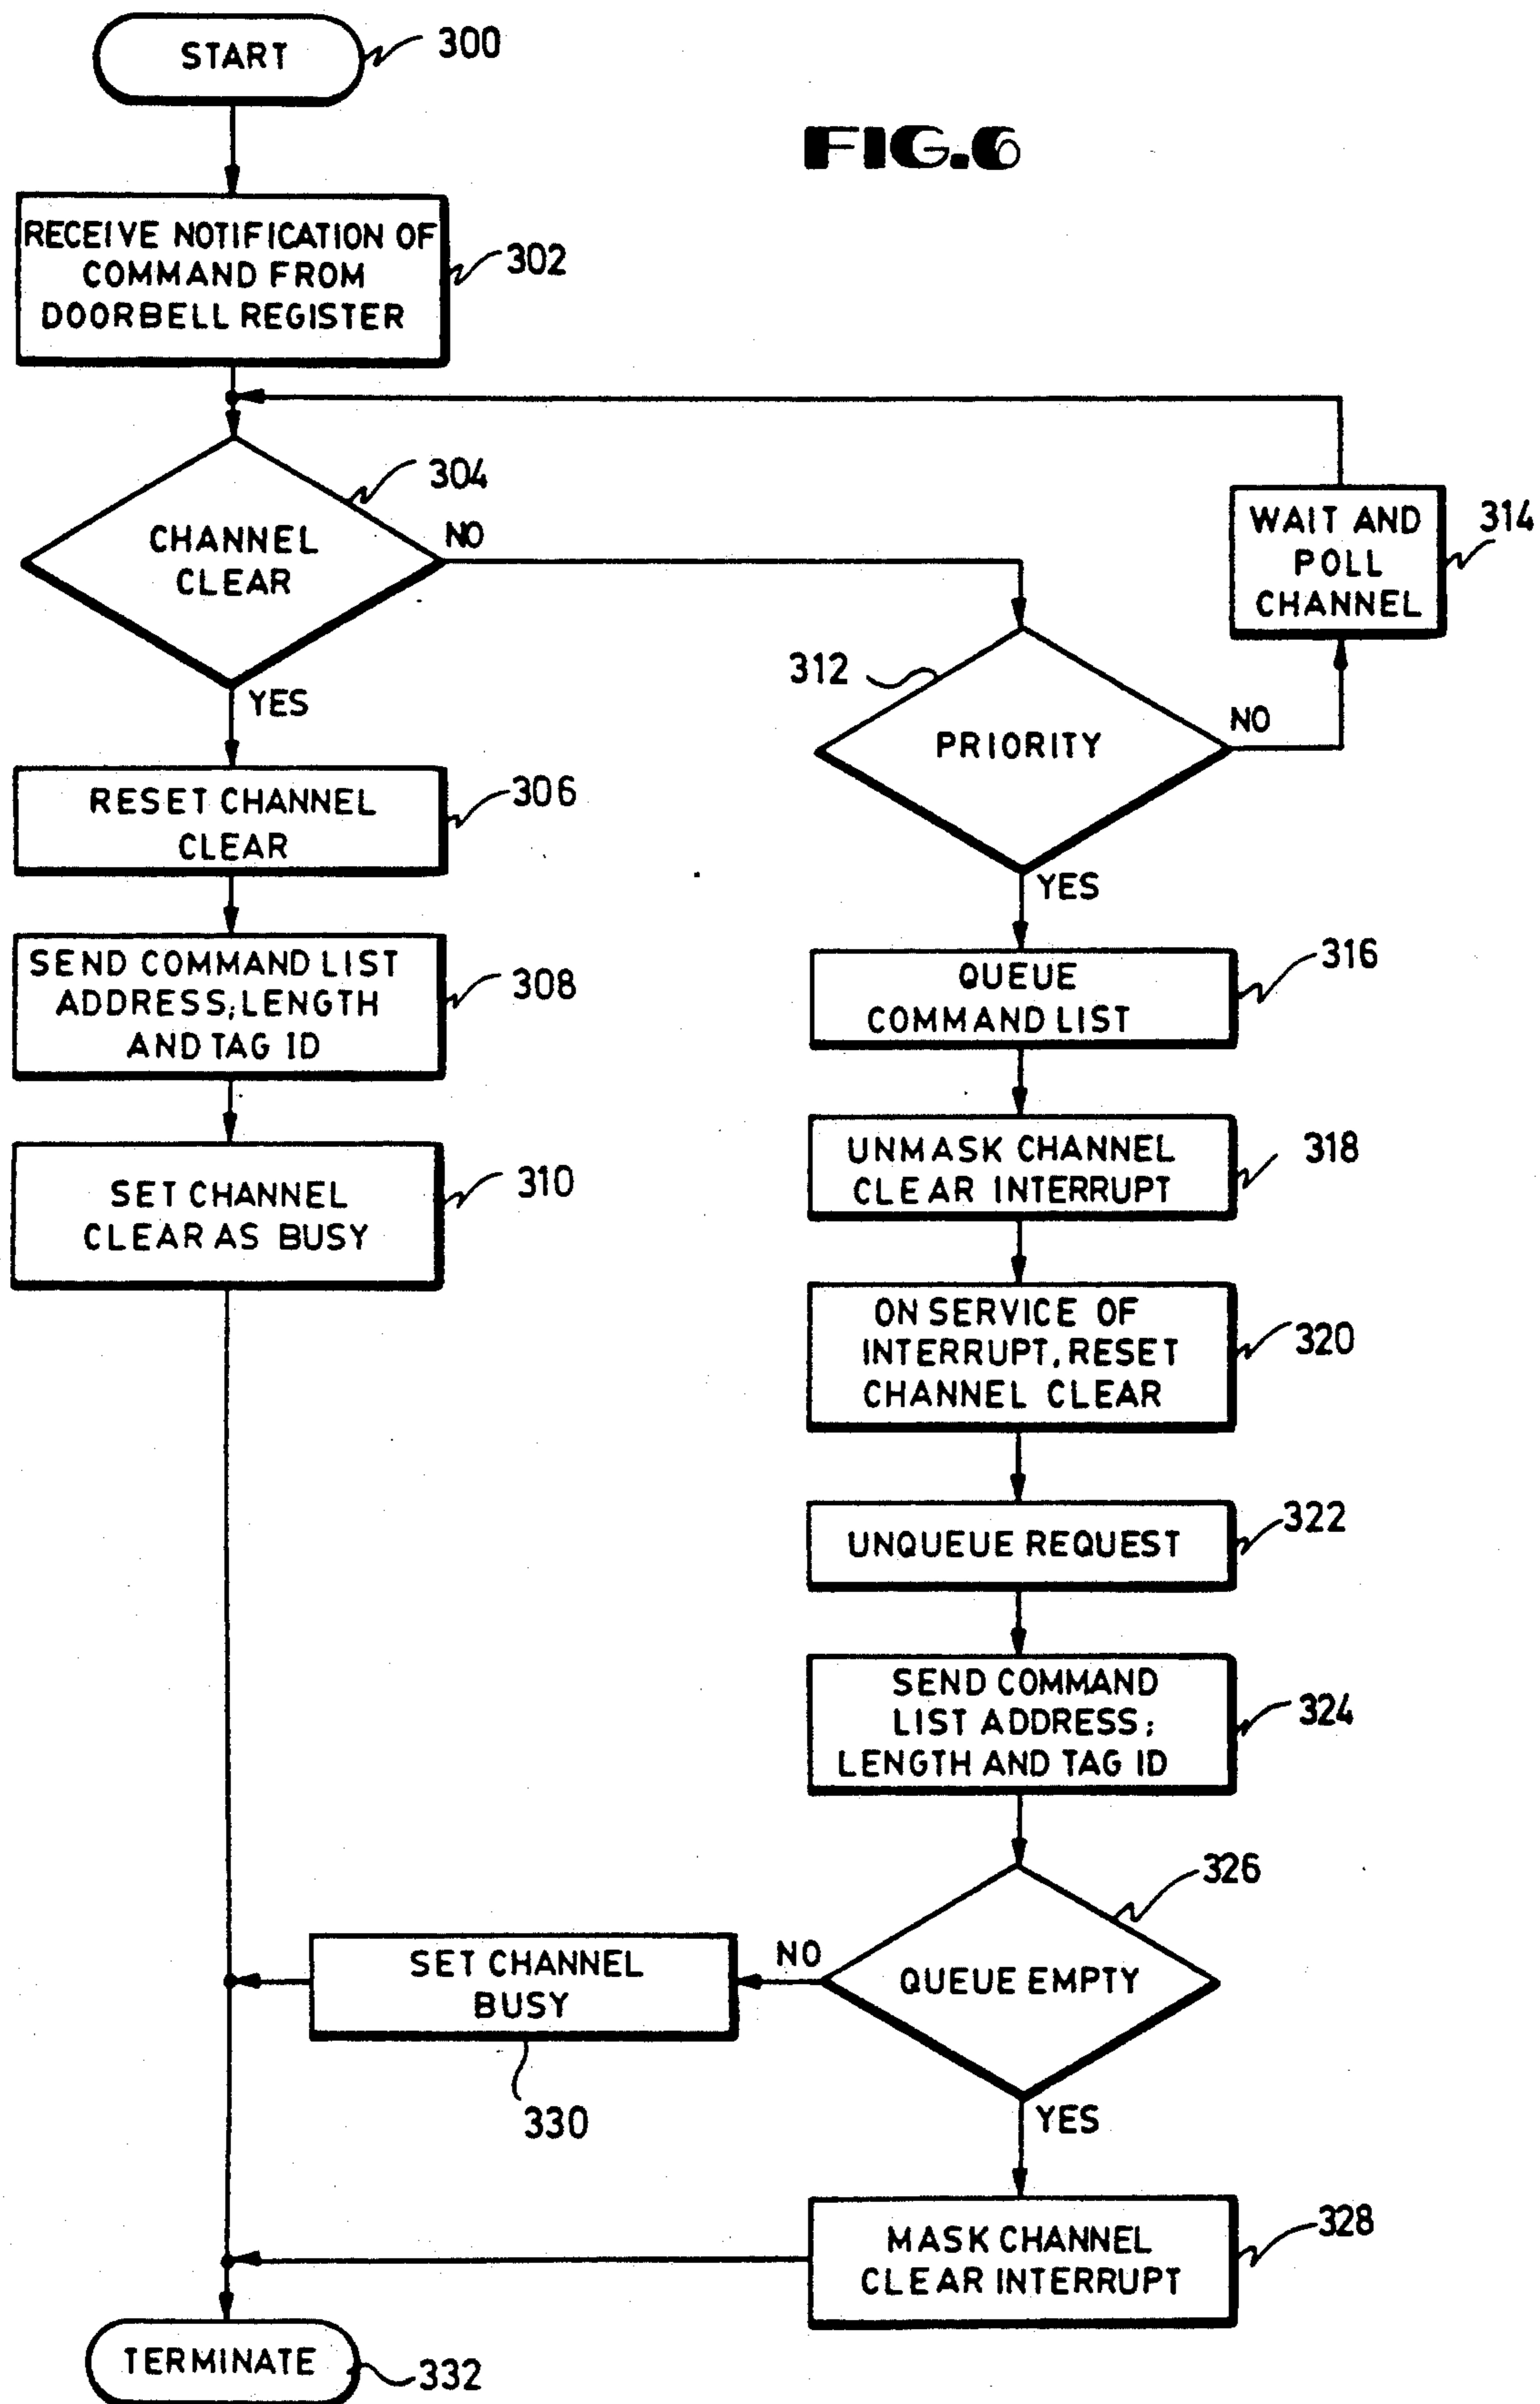 START
300
FIG.6
RECEIVE NOTIFICATION OF
COMMAND FROM
DOORBELL REGISTER
302
304
CHANNEL
CLEAR
NO
YES
WAIT AND
POLL
CHANNEL
314
312
PRIORITY
NO
YES
RESET CHANNEL
CLEAR
306
SEND COMMAND LIST
ADDRESS; LENGTH
AND TAG ID
308
SET CHANNEL
CLEAR AS BUSY
310
QUEUE
COMMAND LIST
316
UNMASK CHANNEL
CLEAR INTERRUPT
318
ON SERVICE OF
INTERRUPT, RESET
CHANNEL CLEAR
320
UNQUEUE REQUEST
322
SEND COMMAND
LIST ADDRESS;
LENGTH AND TAG ID
324
326
QUEUE EMPTY
NO
YES
SET CHANNEL
BUSY
330
MASK CHANNEL
CLEAR INTERRUPT
328
TERMINATE
332